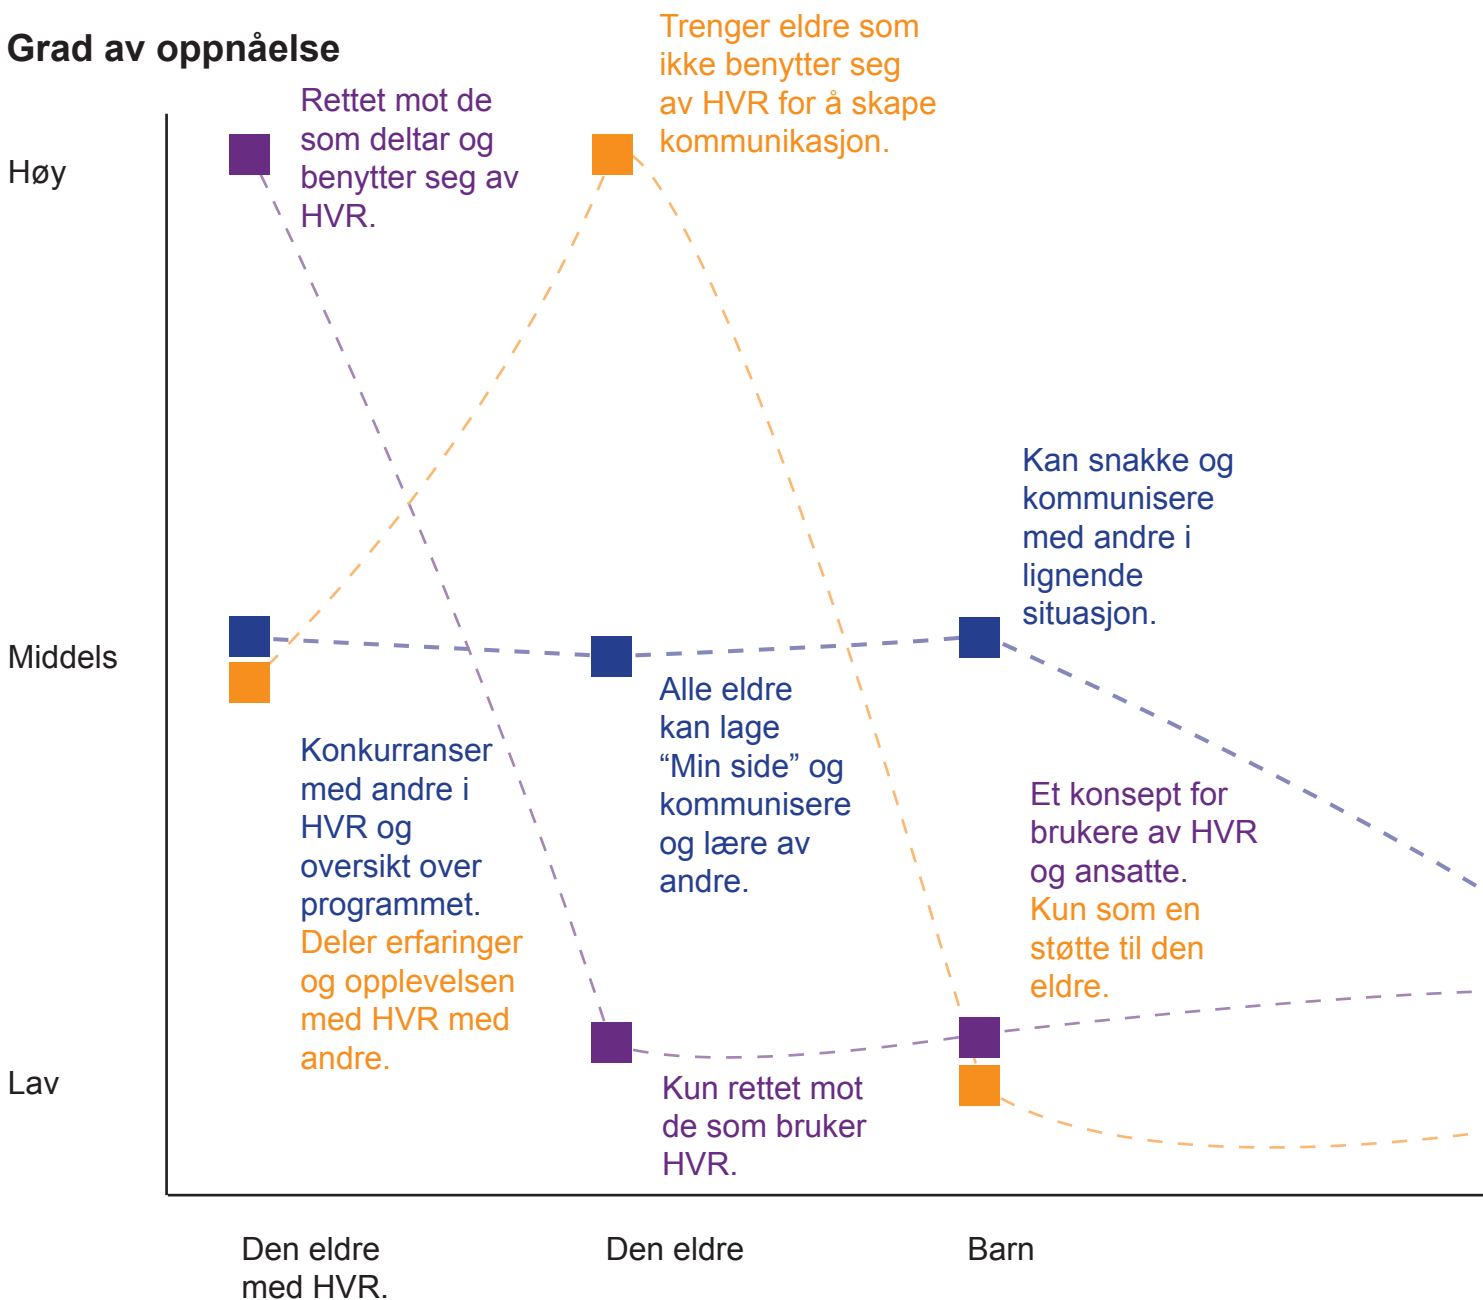 Grad av oppnåelse
Høy
Middels
Lav
Rettet mot de
som deltar og
benytter seg av
HVR.
Trenger eldre som
ikke benytter seg
av HVR for å skape
kommunikasjon.
Kan snakke og
kommunisere
med andre i
lignende
situasjon.
Konkurranser
med andre i
HVR og
oversikt over
programmet.
Deler erfaringer
og opplevelsen
med HVR med
andre.
Alle eldre
kan lage
“Min side” og
kommunisere
og lære av
andre.
Et konsept for
brukere av HVR
og ansatte.
Kun som en
støtte til den
eldre.
Kun rettet mot
de som bruker
HVR.
Den eldre
med HVR.
Den eldre
Barn